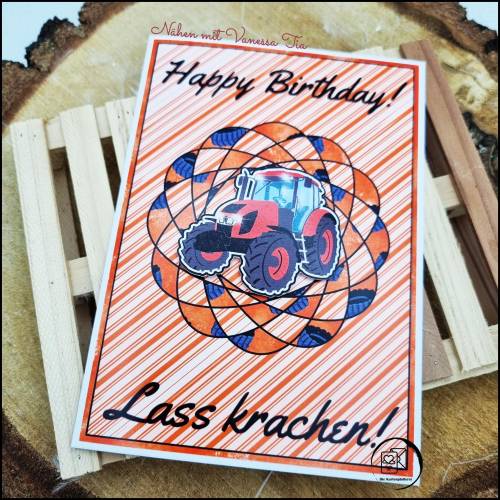 Nähen mit Vanessa Tia
Happy Birthday!
Lass krachen!